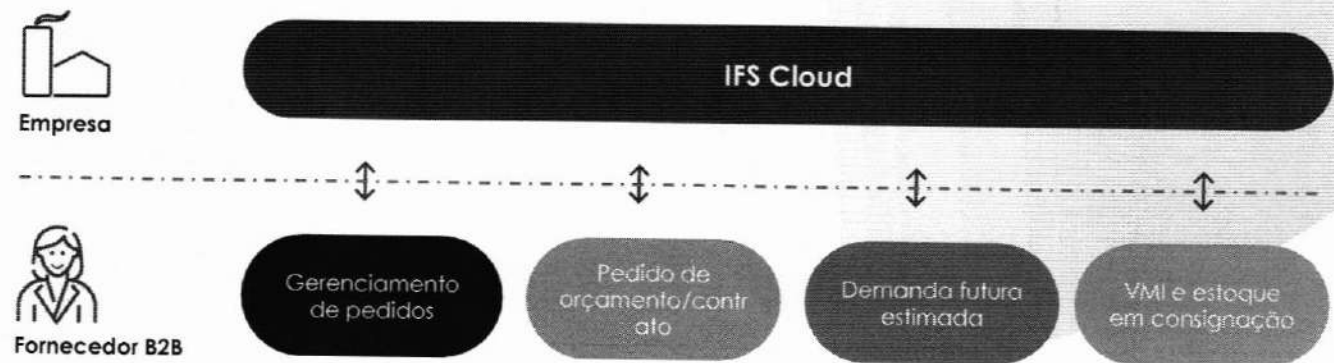 IFS Cloud
Empresa
Gerenciamento
de pedidos
Pedido de
orçamento/contr
ato
Demanda futura
estimada
VMI e estoque
em consignação
Fornecedor B2B